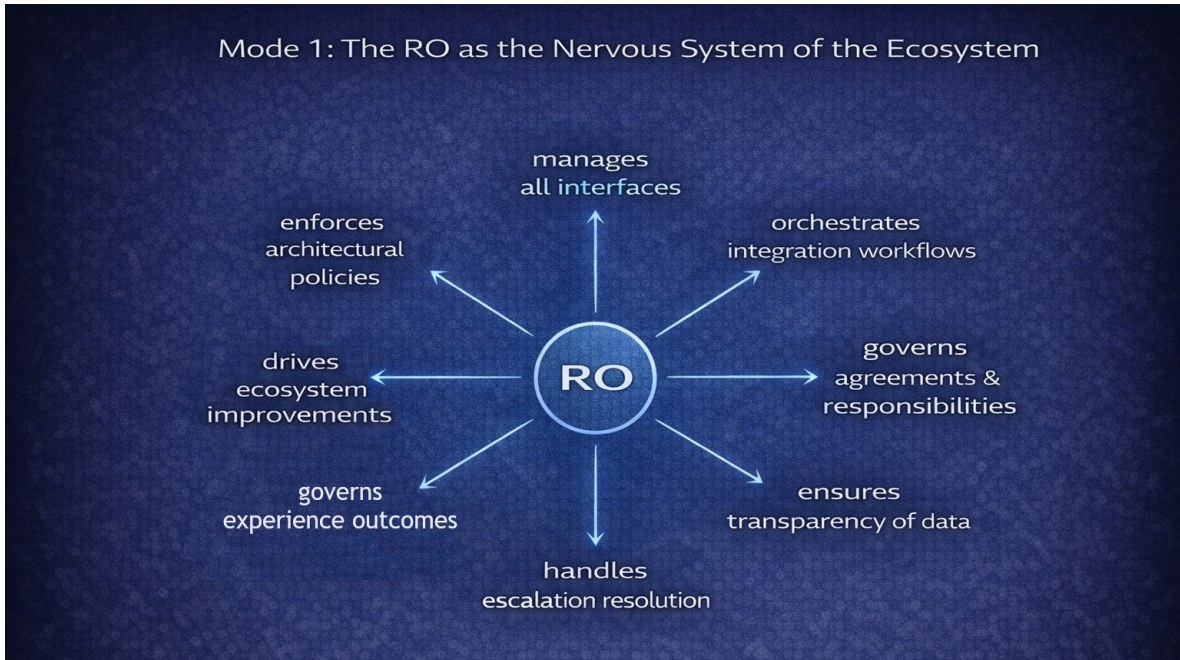 Mode 1: The RO as the Nervous System of the Ecosystem
manages
all interfaces
orchestrates
integration workflows
governs
agreements &
responsibilities
ensures
transparency of data
handles
escalation resolution
governs
experience outcomes
drives
ecosystem
improvements
enforces
architectural
policies
RO